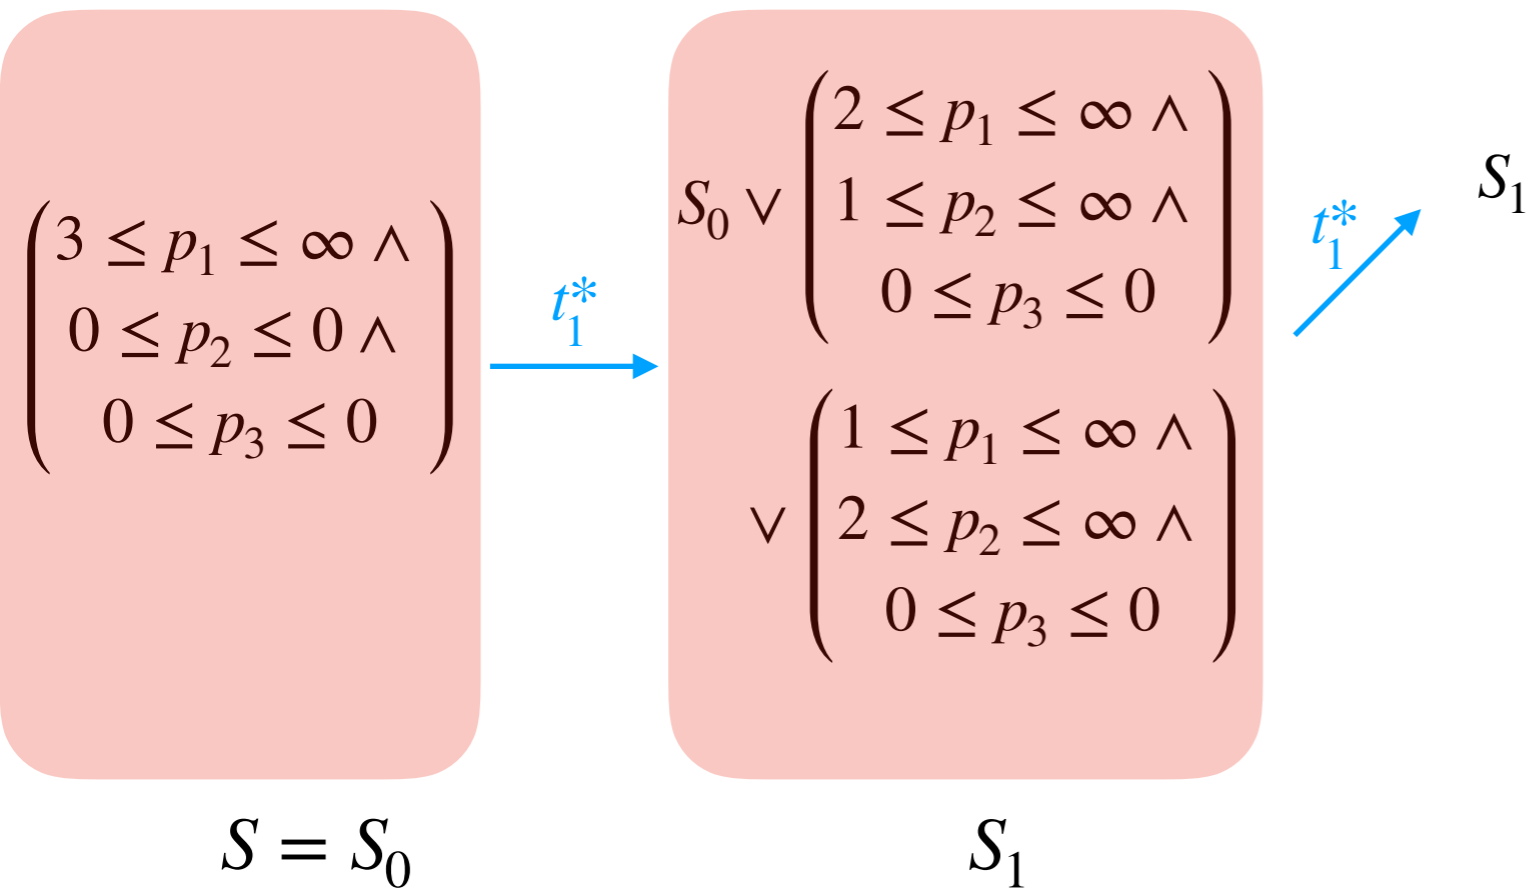 3 ≤ p₁ ≤ ∞ ∧
0 ≤ p₂ ≤ 0 ∧
0 ≤ p₃ ≤ 0
S = S₀
t₁*
S₀ ∨
2 ≤ p₁ ≤ ∞ ∧
1 ≤ p₂ ≤ ∞ ∧
0 ≤ p₃ ≤ 0
∨
1 ≤ p₁ ≤ ∞ ∧
2 ≤ p₂ ≤ ∞ ∧
0 ≤ p₃ ≤ 0
S₁
t₁*
S₁